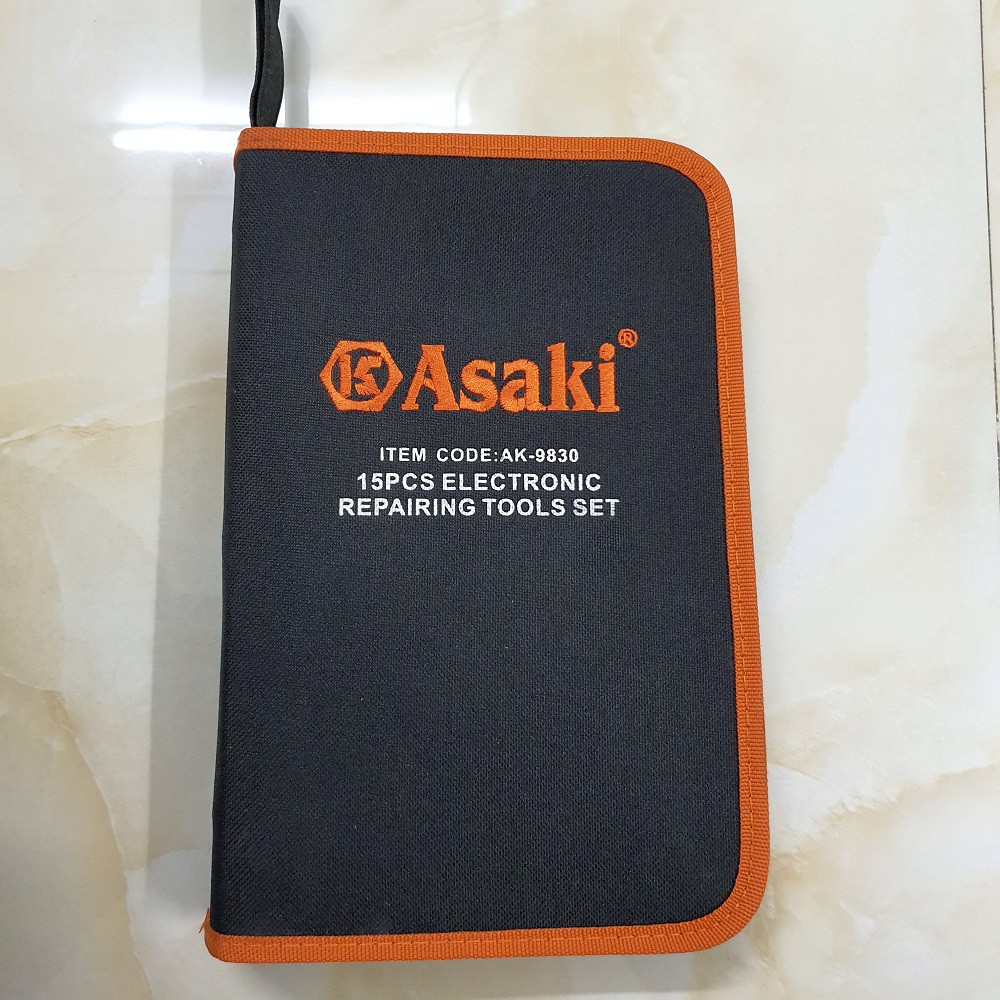 Asaki®
ITEM CODE:AK-9830
15PCS ELECTRONIC
REPAIRING TOOLS SET